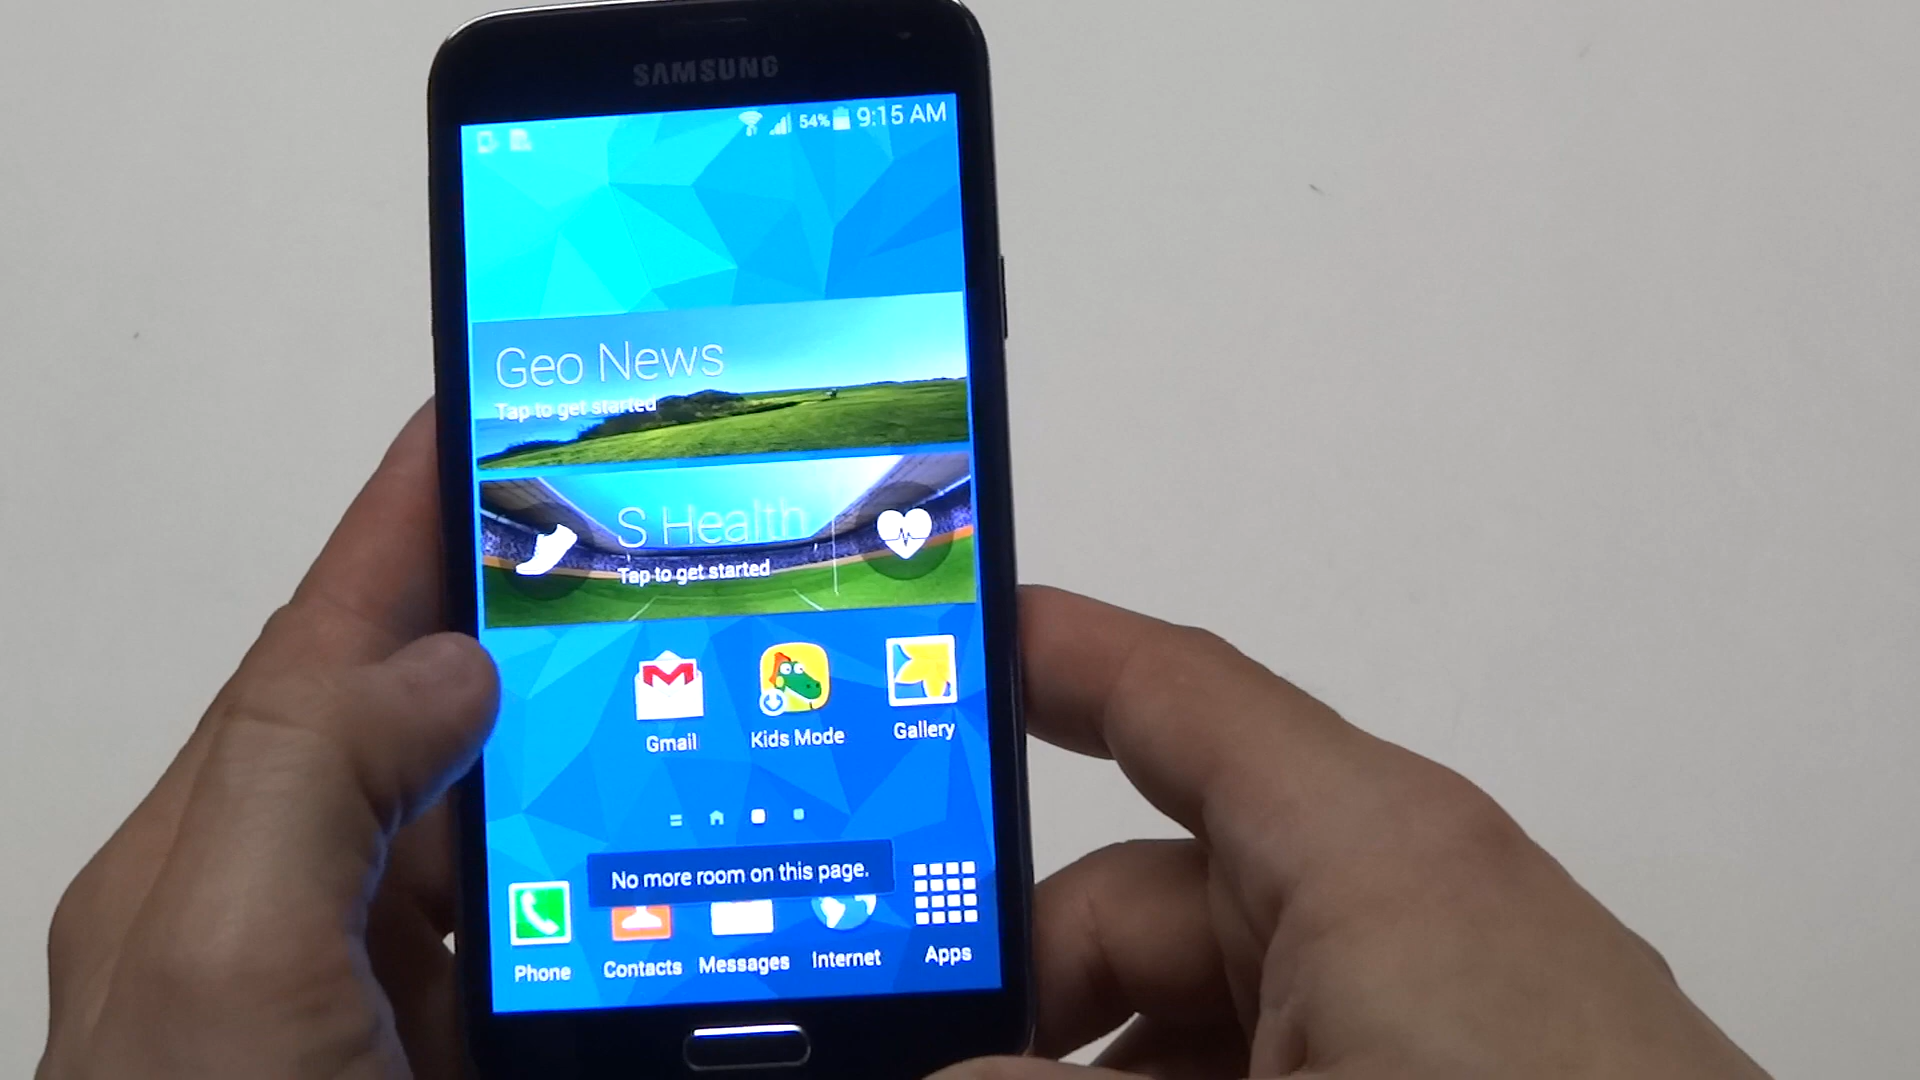 SAMSUNG
54% 9:15 AM
Geo News
Tap to get started
S Health
Tap to get started
Gmail
Kids Mode
Gallery
No more room on this page.
Phone
Contacts
Messages
Internet
Apps